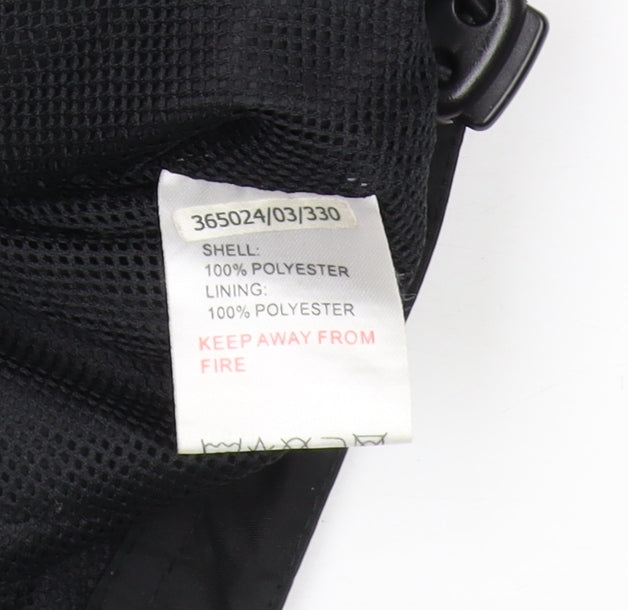 365024/03/330
SHELL:
100% POLYESTER
LINING:
100% POLYESTER
KEEP AWAY FROM
FIRE